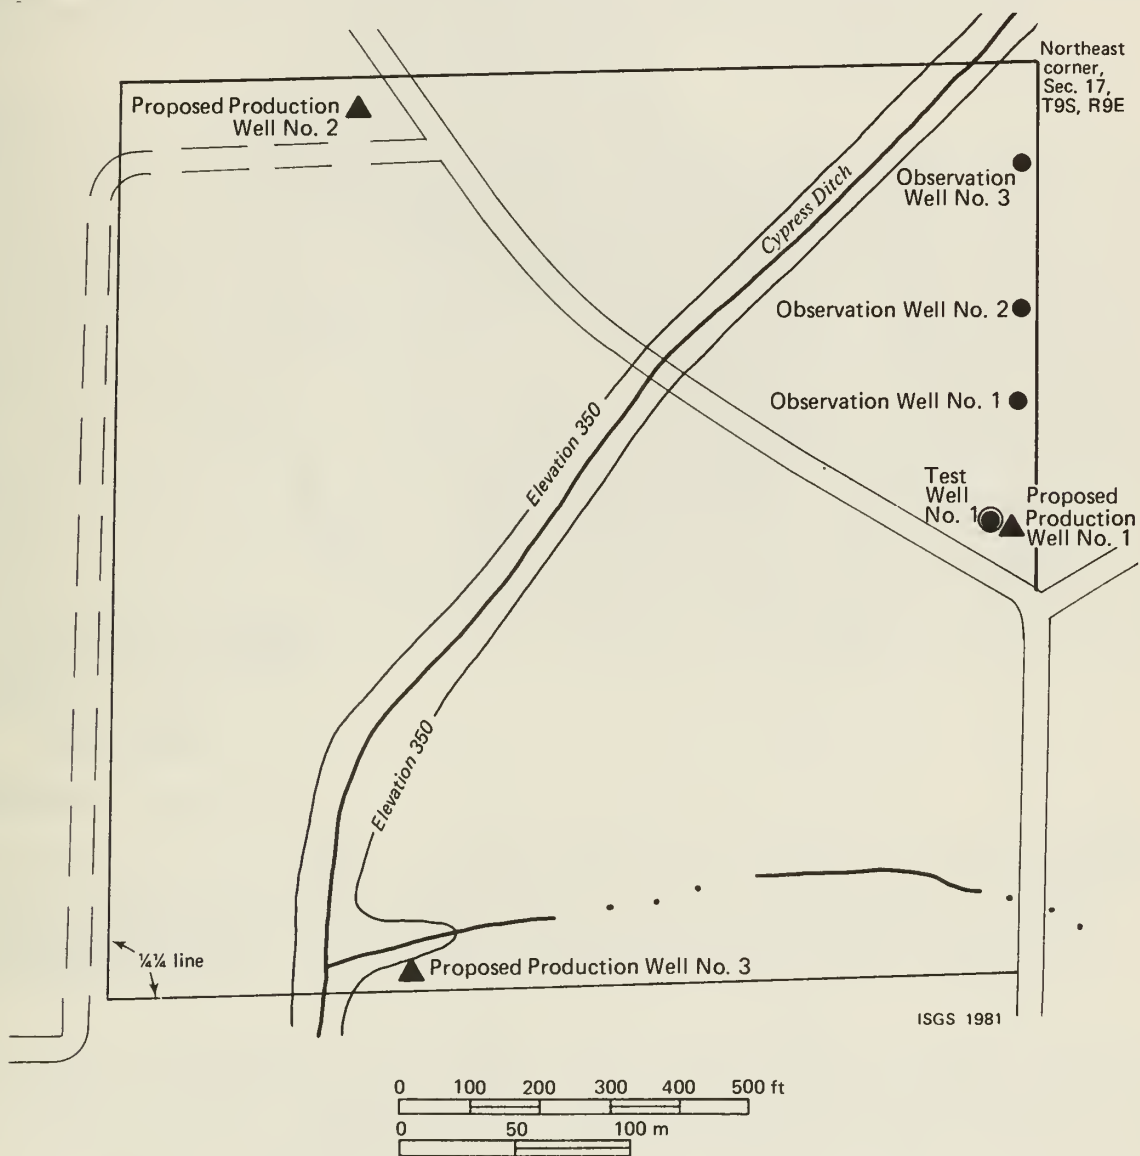 Northeast
corner,
Sec. 17,
T9S, R9E
Proposed Production
Well No. 2
Observation
Well No. 3
Cypress Ditch
Observation Well No. 2
Observation Well No. 1
Elevation 350
Test
Well
No. 1
Proposed
Production
Well No. 1
Elevation 350
¼¼ line
Proposed Production Well No. 3
ISGS 1981
0 100 200 300 400 500 ft
0 50 100 m